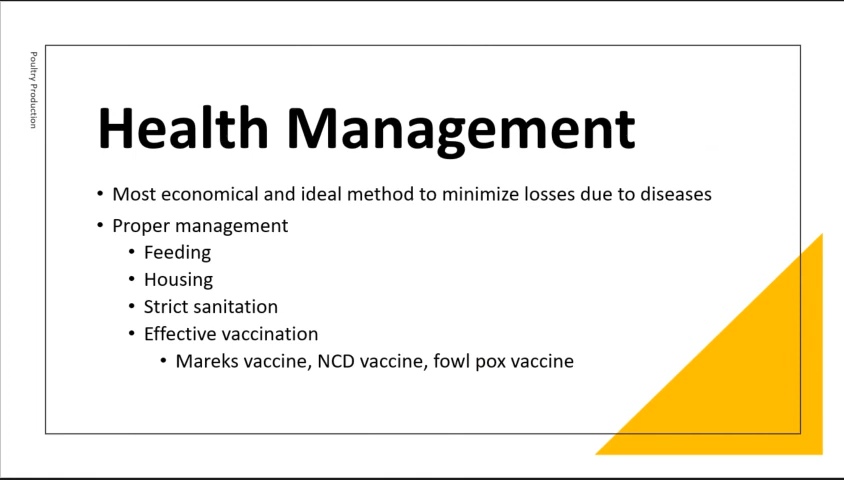 Poultry Production
Health Management
• Most economical and ideal method to minimize losses due to diseases
• Proper management
• Feeding
• Housing
• Strict sanitation
• Effective vaccination
• Mareks vaccine, NCD vaccine, fowl pox vaccine